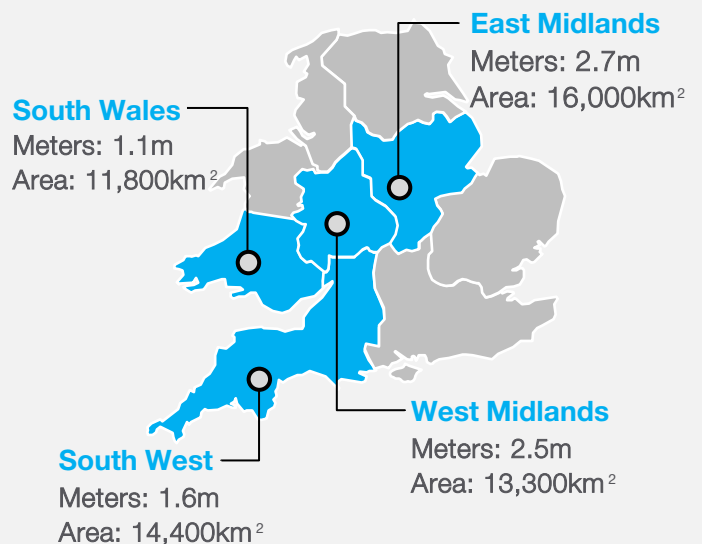 East Midlands
Meters: 2.7m
Area: 16,000km²
South Wales
Meters: 1.1m
Area: 11,800km²
West Midlands
Meters: 2.5m
Area: 13,300km²
South West
Meters: 1.6m
Area: 14,400km²